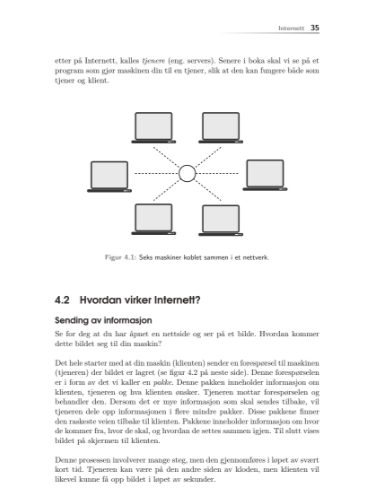 Internett 35
etter på Internett, kalles tjenere (eng. servers). Senere i boka skal vi se på et
program som gjør maskinen din til en tjener, slik at den kan fungere både som
tjener og klient.
Figur 4.1: Seks maskiner koblet sammen i et nettverk.
4.2 Hvordan virker Internett?
Sending av informasjon
Se for deg at du har åpnet en nettside og ser på et bilde. Hvordan kommer
dette bildet seg til din maskin?
Det hele starter med at din maskin (klienten) sender en forespørsel til maskinen
(tjeneren) der bildet er lagret (se figur 4.2 på neste side). Denne forespørselen
er i form av det vi kaller en pakke. Denne pakken inneholder informasjon om
klienten, tjeneren og hva klienten ønsker. Tjeneren mottar forespørselen og
behandler den. Dersom det er mye informasjon som skal sendes tilbake, vil
tjeneren dele opp informasjonen i flere mindre pakker. Disse pakkene finner
den raskeste veien tilbake til klienten. Pakkene inneholder informasjon om hvor
de kommer fra, hvor de skal, og hvordan de settes sammen igjen. Til slutt vises
bildet på skjermen til klienten.
Denne prosessen involverer mange steg, men den gjennomføres i løpet av svært
kort tid. Tjeneren kan være på den andre siden av kloden, men klienten vil
likevel kunne få opp bildet i løpet av sekunder.